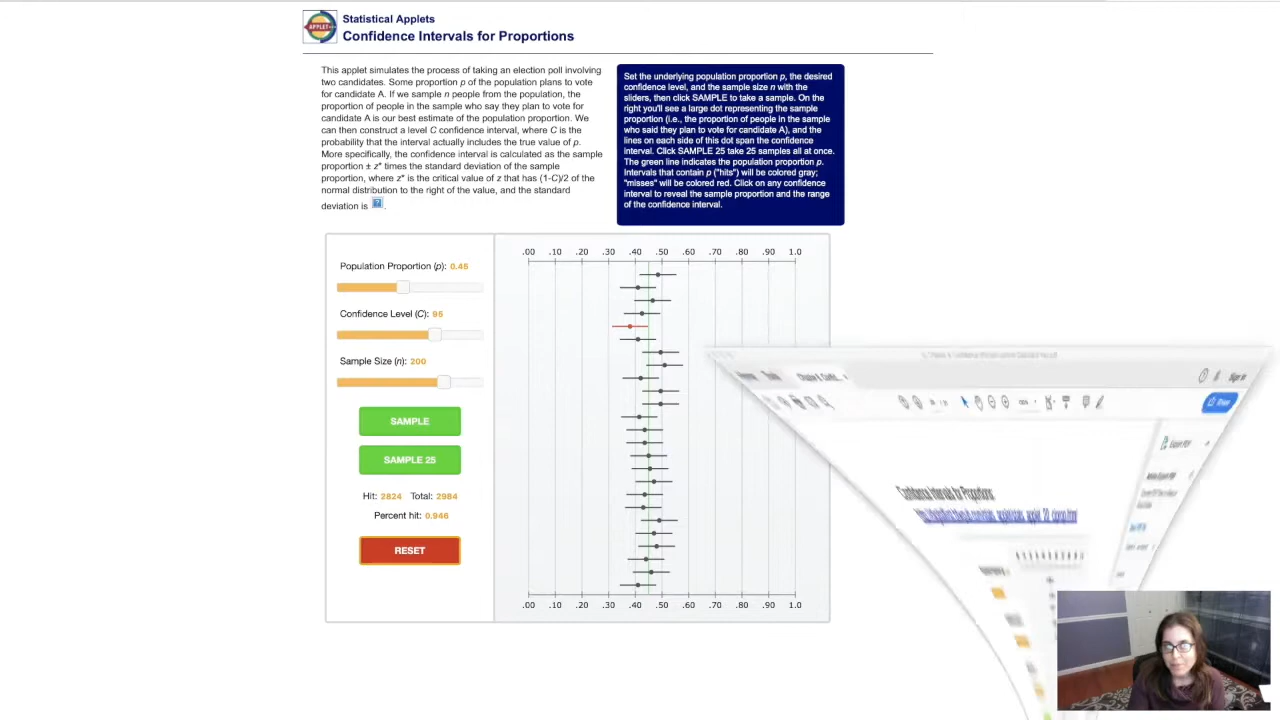 APPLET
Statistical Applets
Confidence Intervals for Proportions
This applet simulates the process of taking an election poll involving
two candidates. Some proportion p of the population plans to vote
for candidate A. If we sample n people from the population, the
proportion of people in the sample who say they plan to vote for
candidate A is our best estimate of the population proportion. We
can then construct a level C confidence interval, where C is the
probability that the interval actually includes the true value of p.
More specifically, the confidence interval is calculated as the sample
proportion ± z* times the standard deviation of the sample
proportion, where z* is the critical value of z that has (1-C)/2 of the
normal distribution to the right of the value, and the standard
deviation is ? .
Set the underlying population proportion p, the desired
confidence level, and the sample size n with the
sliders, then click SAMPLE to take a sample. On the
right you'll see a large dot representing the sample
proportion (i.e., the proportion of people in the sample
who said they plan to vote for candidate A), and the
lines on each side of this dot span the confidence
interval. Click SAMPLE 25 take 25 samples all at once.
The green line indicates the population proportion p.
Intervals that contain p ("hits") will be colored gray;
"misses" will be colored red. Click on any confidence
interval to reveal the sample proportion and the range
of the confidence interval.
Population Proportion (p): 0.45
Confidence Level (C): 95
Sample Size (n): 200
SAMPLE
SAMPLE 25
Hit: 2824 Total: 2984
Percent hit: 0.946
RESET
.00 .10 .20 .30 .40 .50 .60 .70 .80 .90 1.0
.00 .10 .20 .30 .40 .50 .60 .70 .80 .90 1.0
Sign In
Share
Export PDF
Confidence Intervals for Proportions